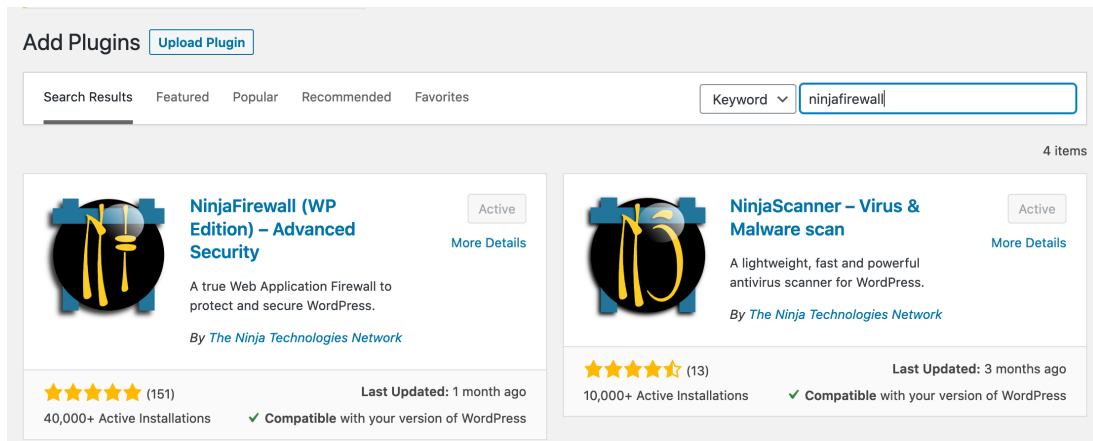 Add Plugins Upload Plugin
Search Results Featured Popular Recommended Favorites Keyword ninjafirewall
4 items
NinjaFirewall (WP
Edition) – Advanced
Security
Active
More Details
A true Web Application Firewall to
protect and secure WordPress.
By The Ninja Technologies Network
(151)
Last Updated: 1 month ago
40,000+ Active Installations
Compatible with your version of WordPress
NinjaScanner – Virus &
Malware scan
Active
More Details
A lightweight, fast and powerful
antivirus scanner for WordPress.
By The Ninja Technologies Network
(13)
Last Updated: 3 months ago
10,000+ Active Installations
Compatible with your version of WordPress